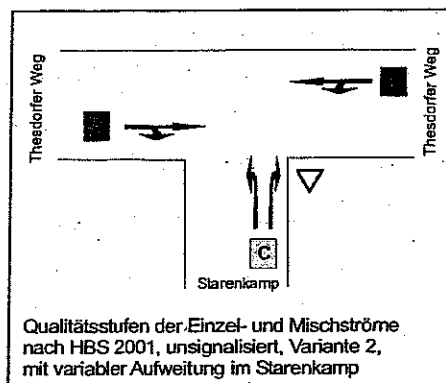 Thesdorfer Weg
Thesdorfer Weg
C
Starenkamp
Qualitätsstufen der Einzel- und Mischströme
nach HBS 2001, unsignalisiert, Variante 2,
mit variabler Aufweitung im Starenkamp